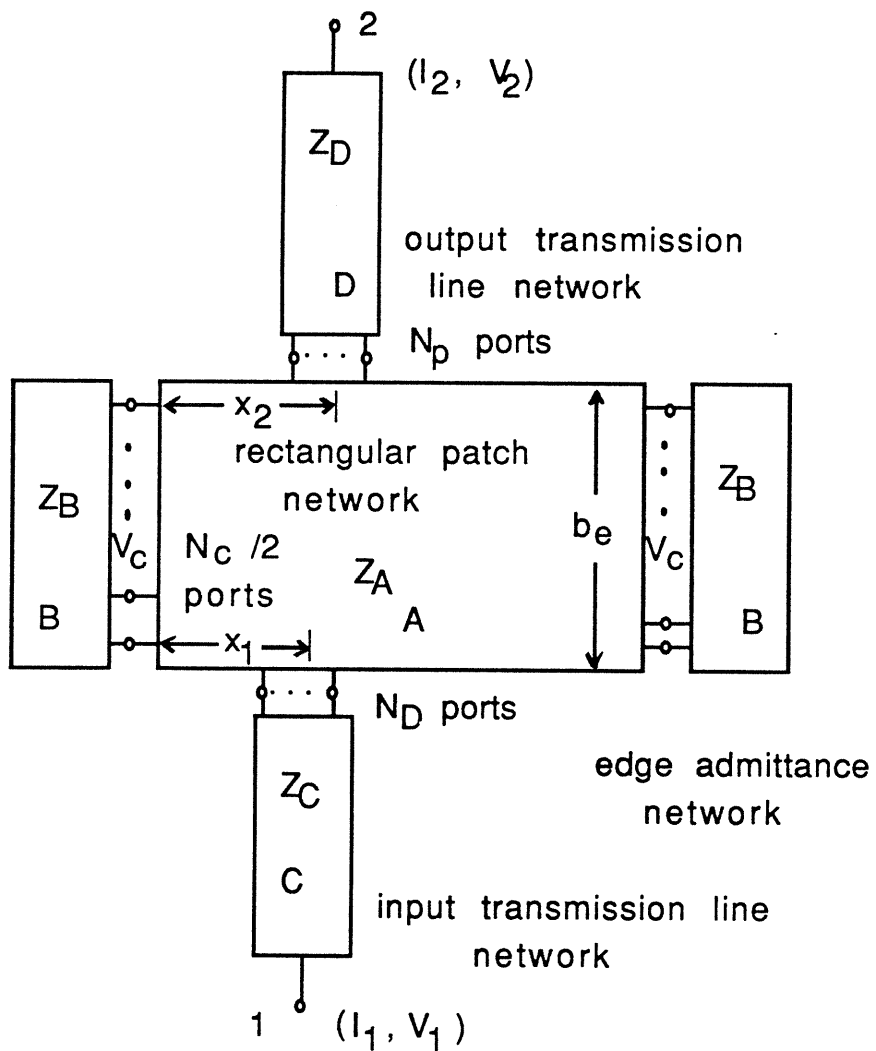 2
(I2, V2)
ZD
output transmission
D
line network
Np ports
x2
rectangular patch
network
ZB
ZB
be
Vc
NC /2
Vc
ports
ZA
B
A
B
x1
ND ports
edge admittance
network
ZC
C
input transmission line
network
1
(I1, V1)